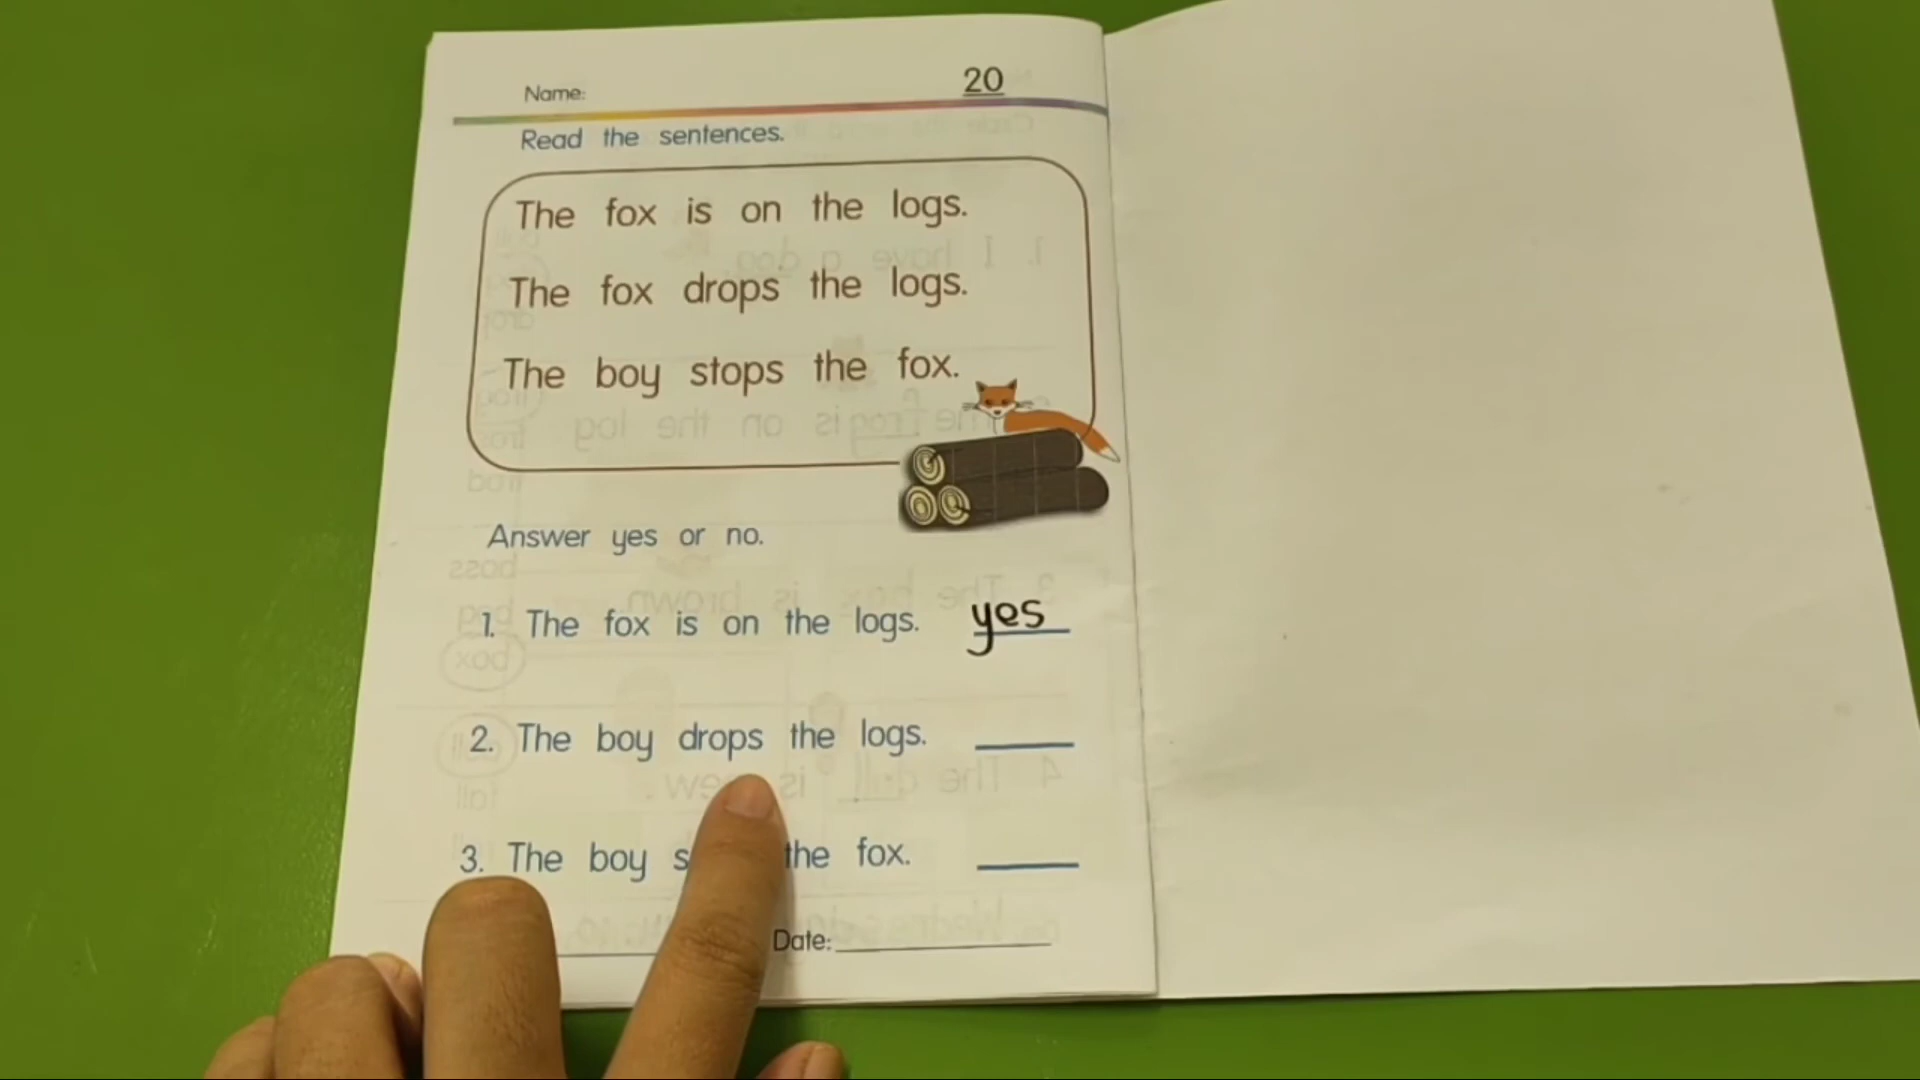 Name:
20
Read the sentences.
The fox is on the logs.
The fox drops the logs.
The boy stops the fox.
Answer yes or no.
1. The fox is on the logs. yes
2. The boy drops the logs.
3. The boy the fox.
Date: